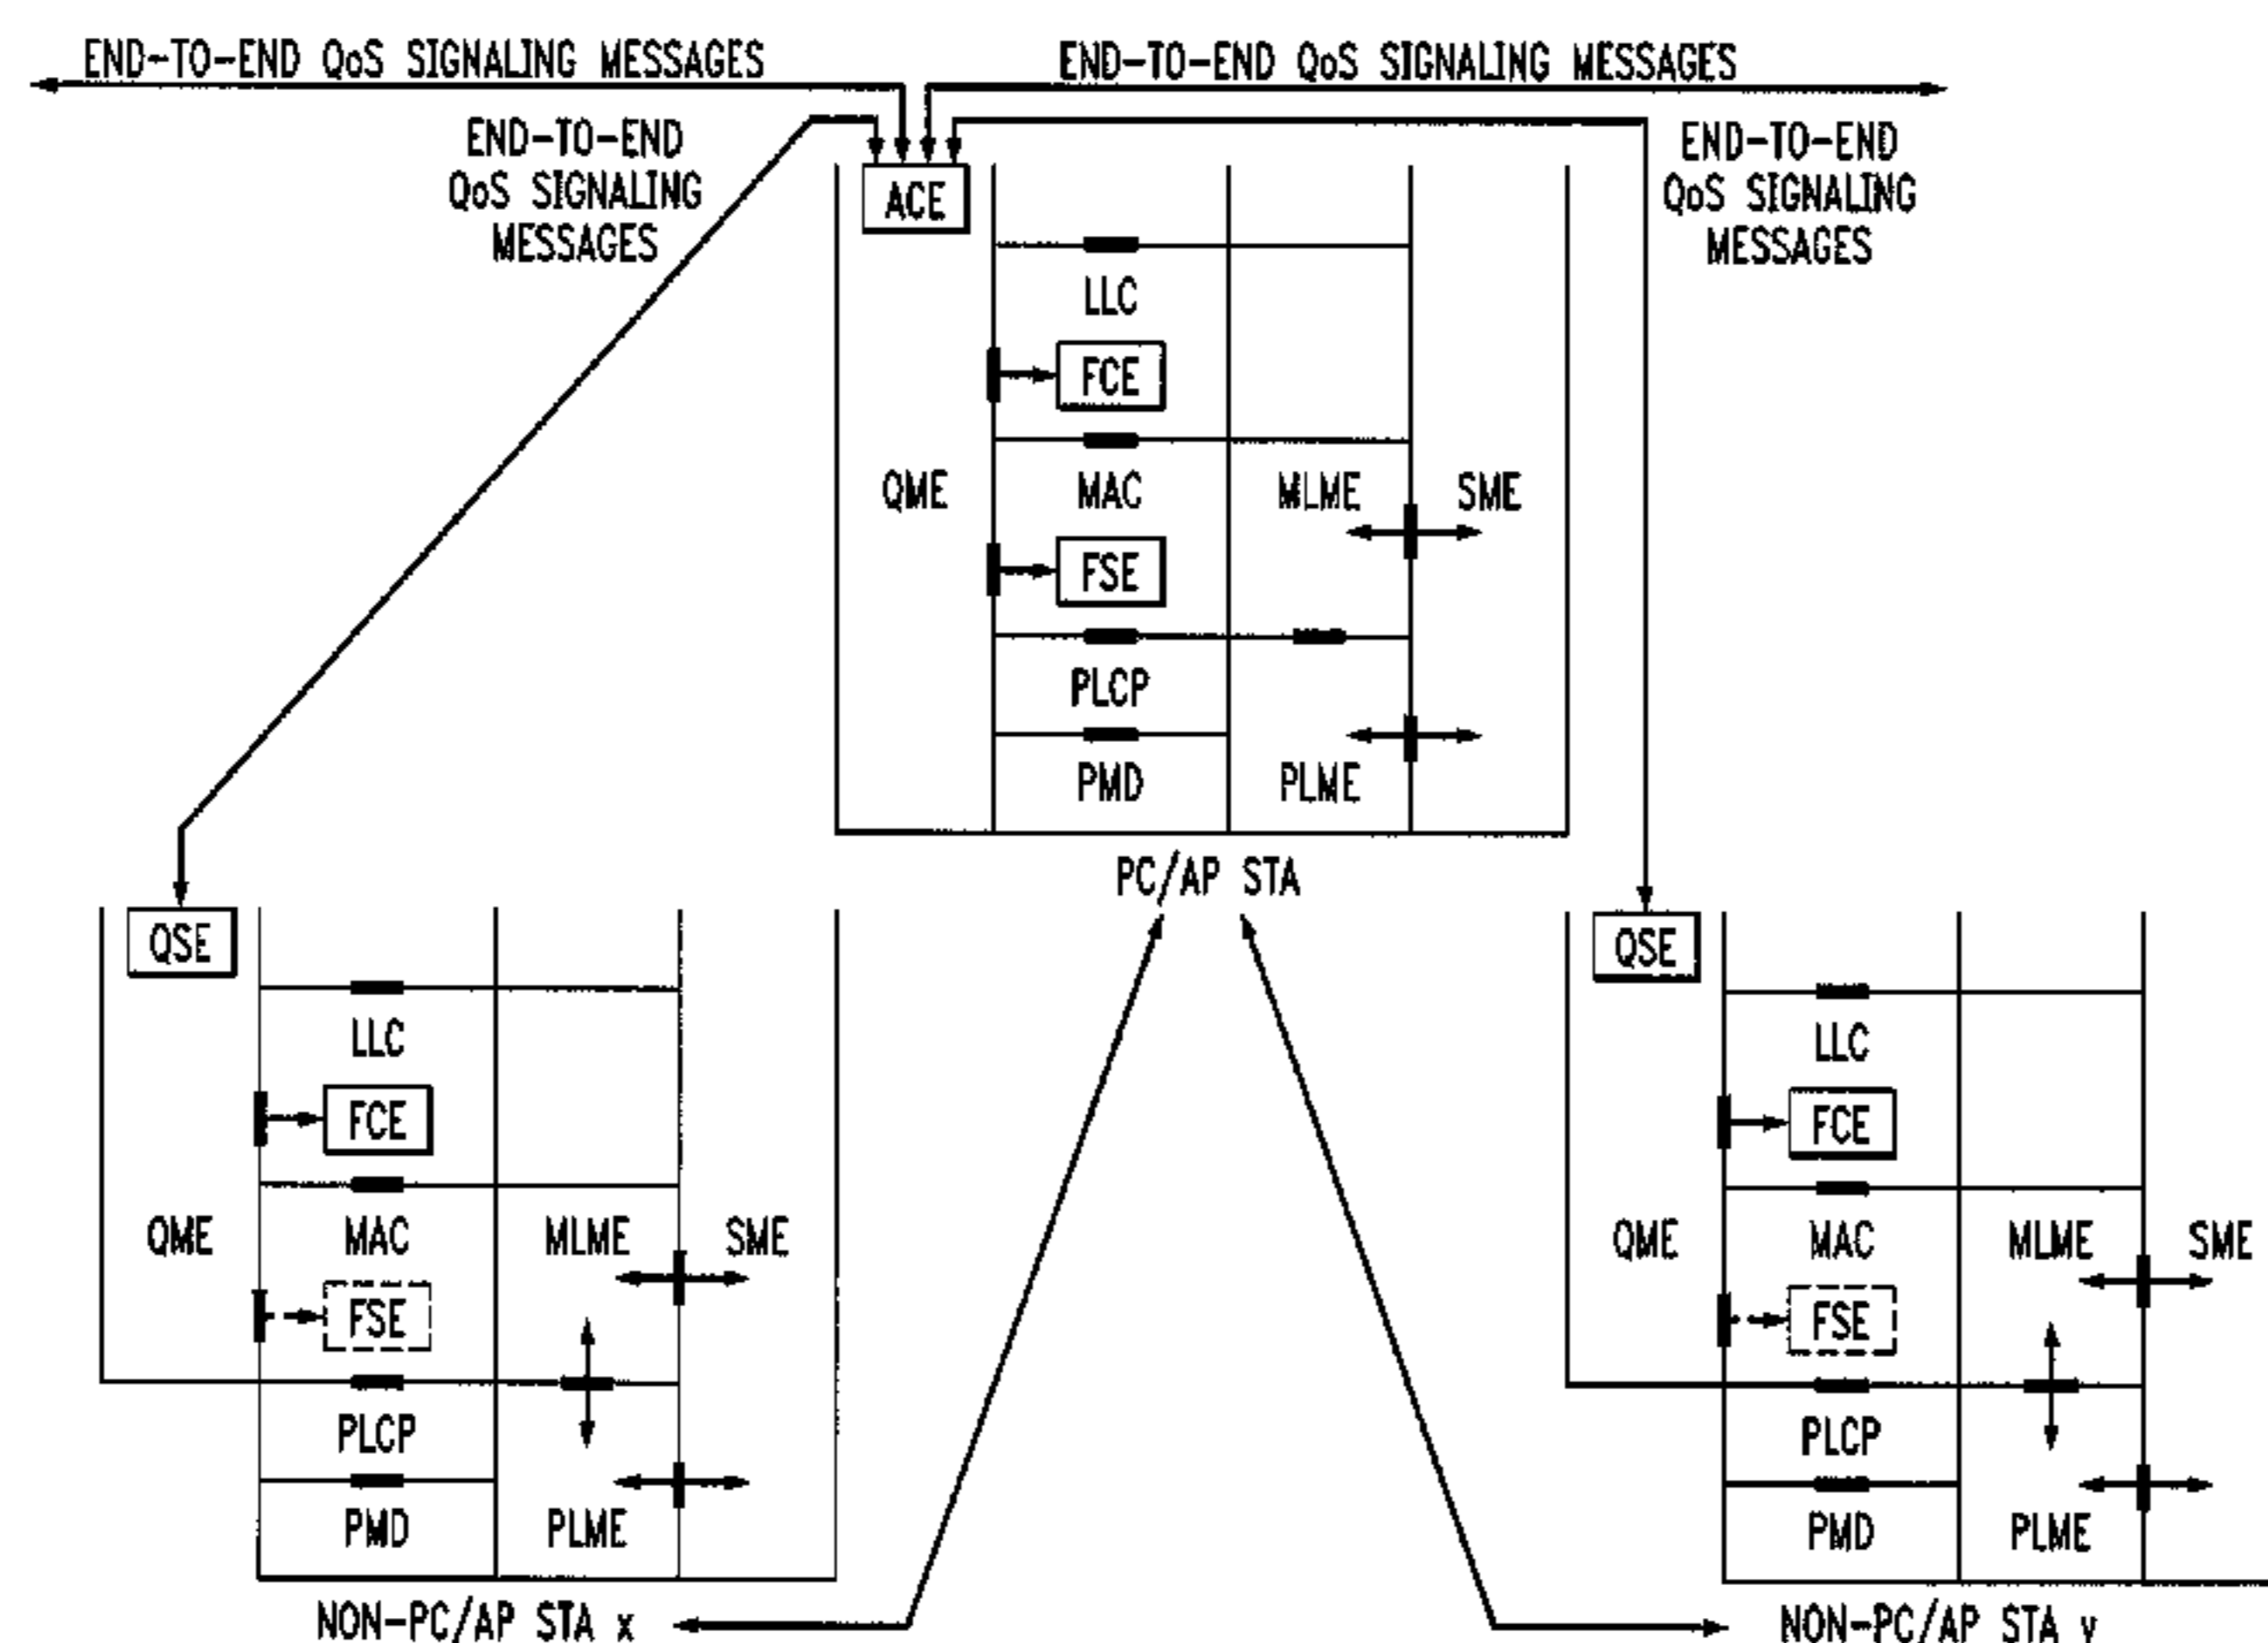 END-TO-END QoS SIGNALING MESSAGES
END-TO-END QoS SIGNALING MESSAGES
END-TO-END
QoS SIGNALING
MESSAGES
END-TO-END
QoS SIGNALING
MESSAGES
ACE
LLC
FCE
QME
MAC
MLME
SME
FSE
PLCP
PMD
PLME
PC/AP STA
QSE
LLC
FCE
QME
MAC
MLME
SME
FSE
PLCP
PMD
PLME
NON-PC/AP STA x
QSE
LLC
FCE
QME
MAC
MLME
SME
FSE
PLCP
PMD
PLME
NON-PC/AP STA